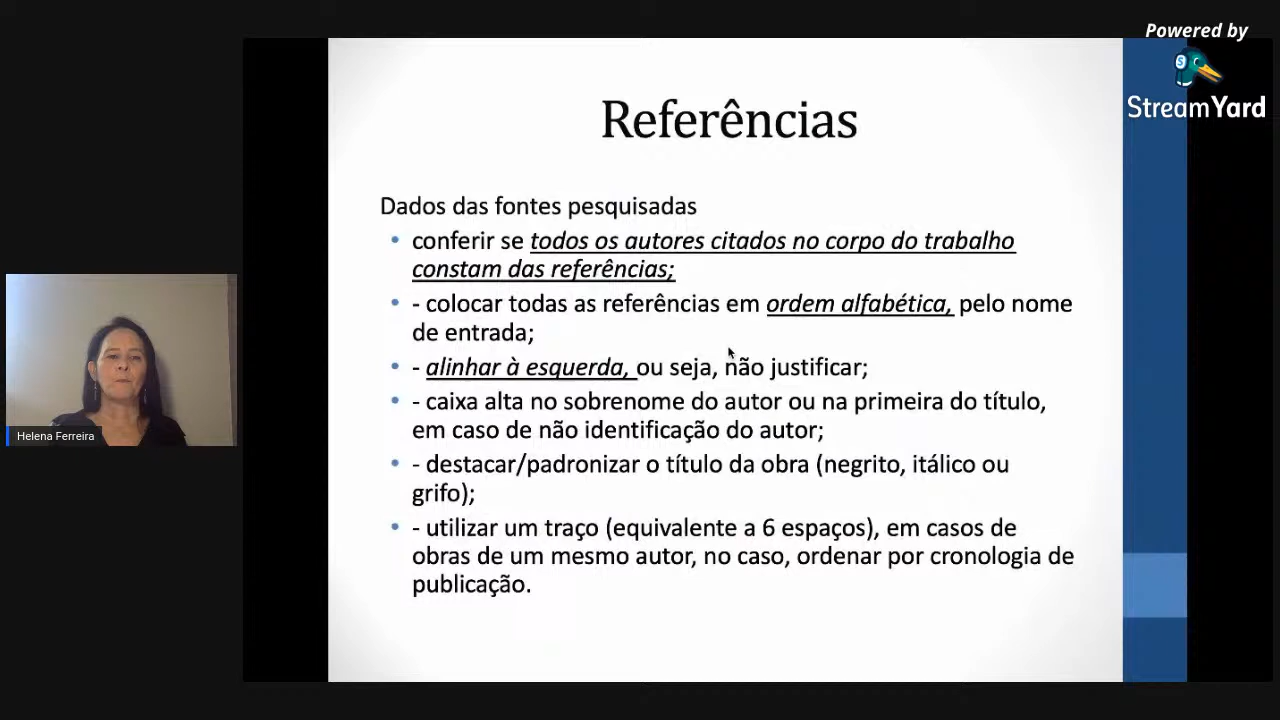 Powered by
StreamYard
Referências
Dados das fontes pesquisadas
• conferir se todos os autores citados no corpo do trabalho
constam das referências;
• - colocar todas as referências em ordem alfabética, pelo nome
de entrada;
• - alinhar à esquerda, ou seja, não justificar;
• - caixa alta no sobrenome do autor ou na primeira do título,
em caso de não identificação do autor;
• - destacar/padronizar o título da obra (negrito, itálico ou
grifo);
• - utilizar um traço (equivalente a 6 espaços), em casos de
obras de um mesmo autor, no caso, ordenar por cronologia de
publicação.
Helena Ferreira